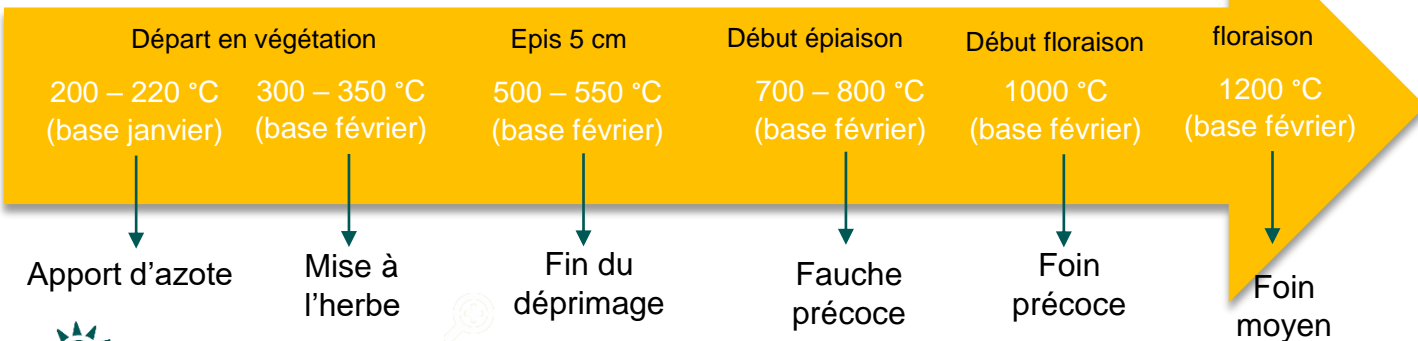 Départ en végétation
Epis 5 cm
Début épiaison
Début floraison
floraison
200 – 220 °C
(base janvier)
300 – 350 °C
(base février)
500 – 550 °C
(base février)
700 – 800 °C
(base février)
1000 °C
(base février)
1200 °C
(base février)
Apport d'azote
Mise à
l'herbe
Fin du
déprimage
Fauche
précoce
Foin
précoce
Foin
moyen